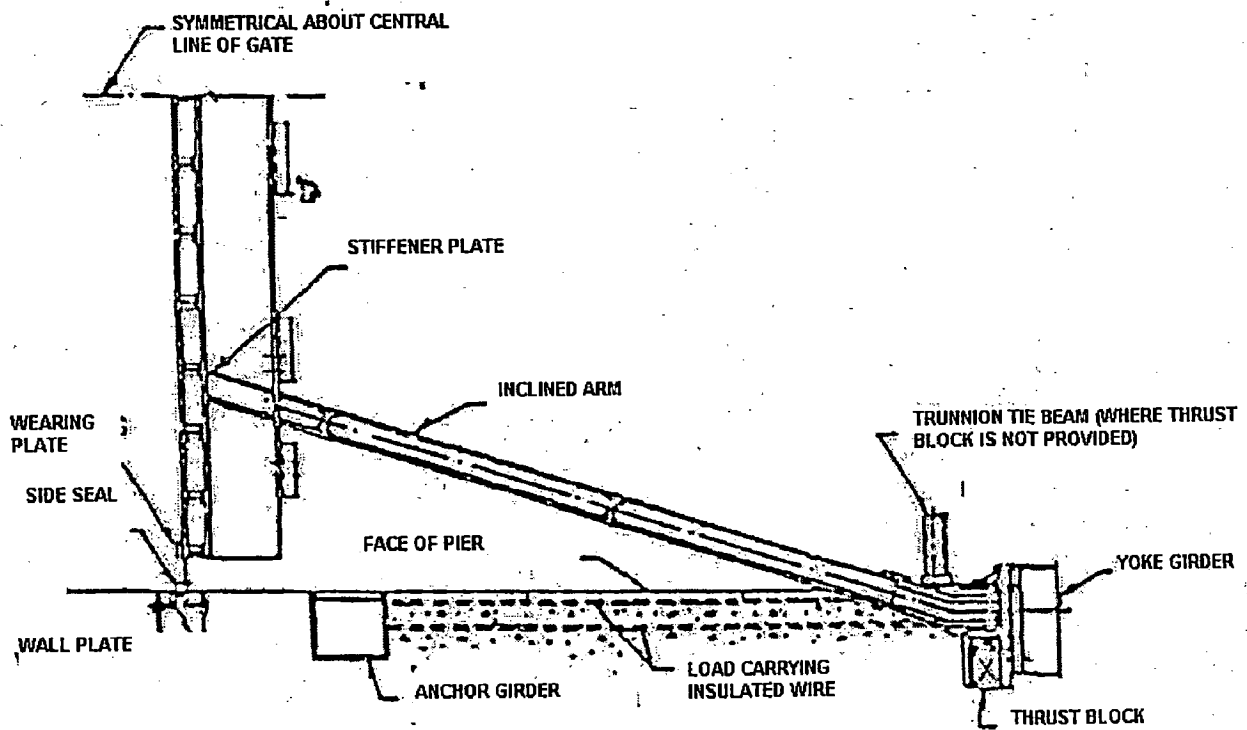 SYMMETRICAL ABOUT CENTRAL
LINE OF GATE
STIFFENER PLATE
INCLINED ARM
WEARING
PLATE
TRUNNION TIE BEAM (WHERE THRUST
BLOCK IS NOT PROVIDED)
SIDE SEAL
FACE OF PIER
YOKE GIRDER
WALL PLATE
LOAD CARRYING
INSULATED WIRE
ANCHOR GIRDER
THRUST BLOCK